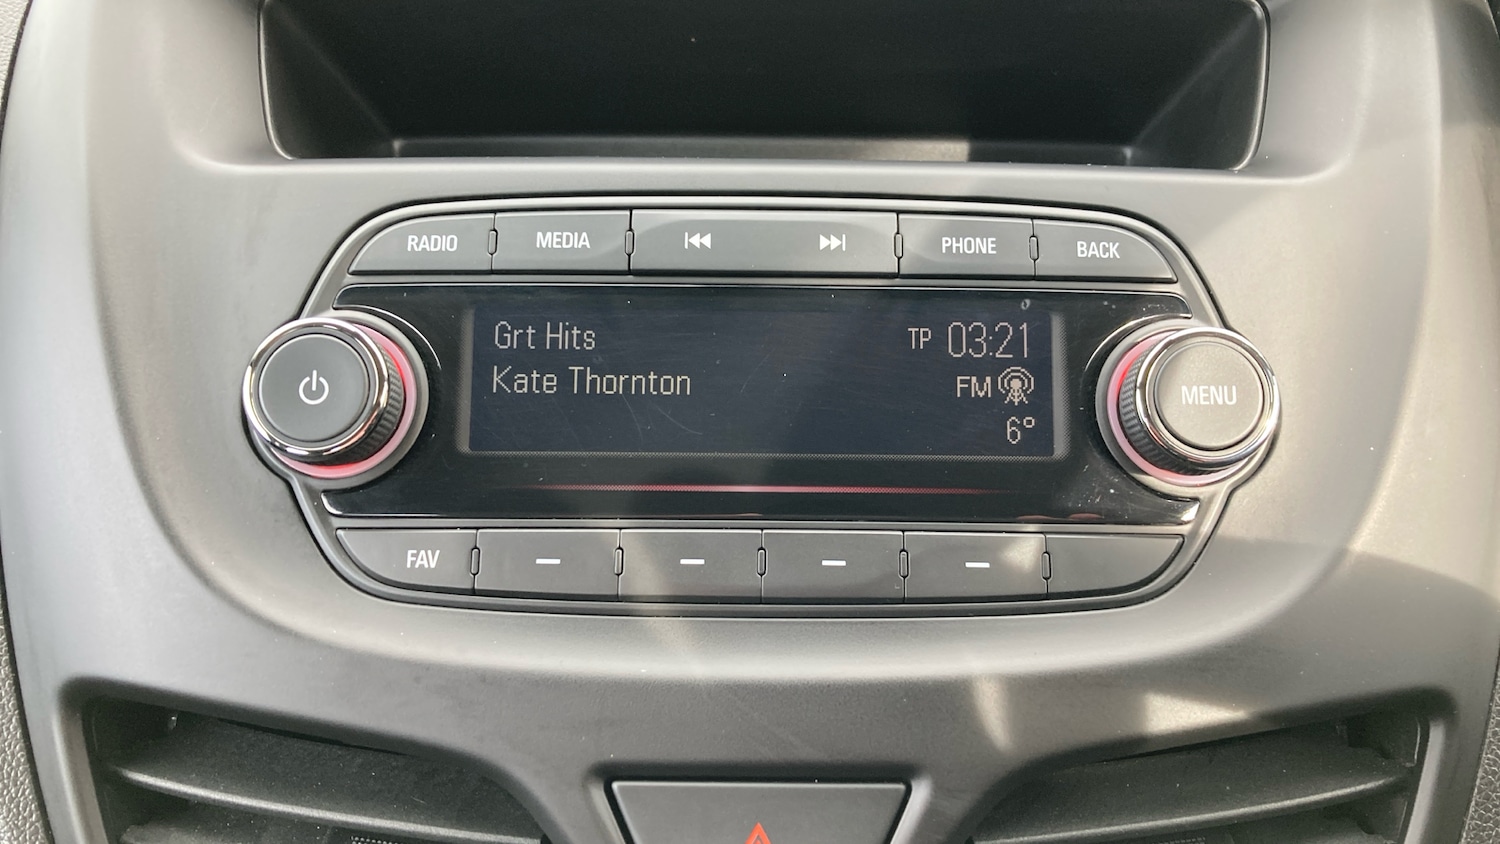 RADIO MEDIA PHONE BACK
Grt Hits TP 03:21
Kate Thornton FM
6°
MENU
FAV